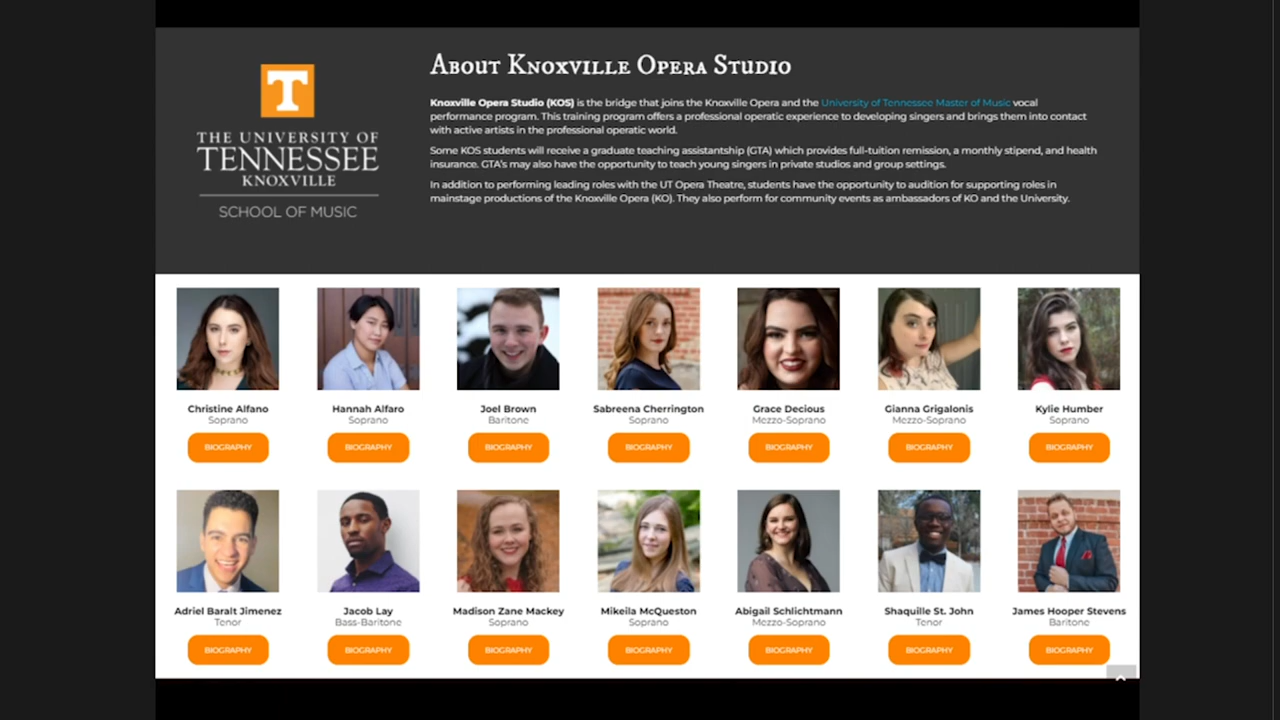 THE UNIVERSITY OF
TENNESSEE
KNOXVILLE
SCHOOL OF MUSIC
About Knoxville Opera Studio
Knoxville Opera Studio (KOS) is the bridge that joins the Knoxville Opera and the University of Tennessee Master of Music vocal
performance program. This training program offers a professional operatic experience to developing singers and brings them into contact
with active artists in the professional operatic world.
Some KOS students will receive a graduate teaching assistantship (GTA) which provides full-tuition remission, a monthly stipend, and health
insurance. GTA's may also have the opportunity to teach young singers in private studios and group settings.
In addition to performing leading roles with the UT Opera Theatre, students have the opportunity to audition for supporting roles in
mainstage productions of the Knoxville Opera (KO). They also perform for community events as ambassadors of KO and the University.
Christine Alfano Hannah Alfaro Joel Brown Sabreena Cherrington Grace Decious Gianna Grigalonis Kylie Humber
Soprano Soprano Baritone Soprano Mezzo-Soprano Mezzo-Soprano Soprano
BIOGRAPHY BIOGRAPHY BIOGRAPHY BIOGRAPHY BIOGRAPHY BIOGRAPHY BIOGRAPHY
Adriel Baralt Jimenez Jacob Lay Madison Zane Mackey Mikeila McQueston Abigail Schlichtmann Shaquille St. John James Hooper Stevens
Tenor Bass-Baritone Soprano Soprano Mezzo-Soprano Tenor Baritone
BIOGRAPHY BIOGRAPHY BIOGRAPHY BIOGRAPHY BIOGRAPHY BIOGRAPHY BIOGRAPHY